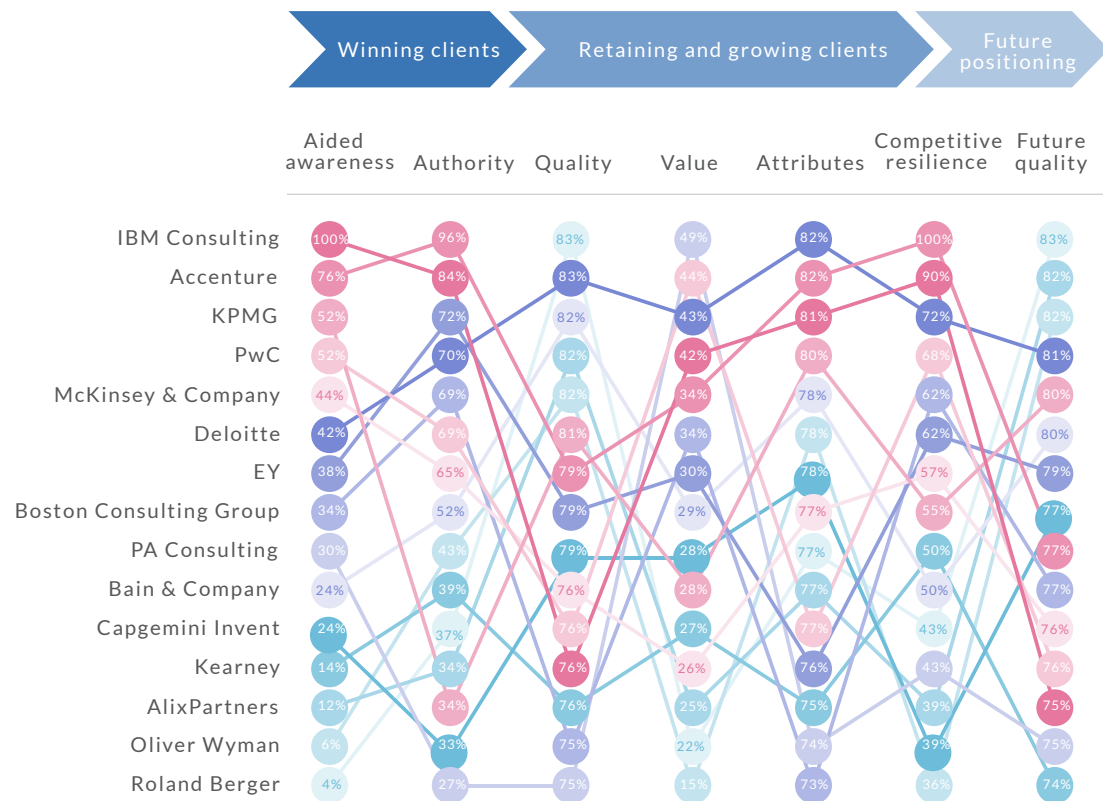 Winning clients
Retaining and growing clients
Future
positioning
Aided
awareness
Authority
Quality
Value
Attributes
Competitive
resilience
Future
quality
IBM Consulting 100% 96% 83% 49% 82% 100% 83%
Accenture 76% 84% 83% 44% 82% 90% 82%
KPMG 52% 72% 82% 43% 81% 72% 82%
PwC 52% 70% 82% 42% 80% 68% 81%
McKinsey & Company 44% 69% 82% 34% 78% 62% 80%
Deloitte 42% 69% 81% 34% 78% 62% 80%
EY 38% 65% 79% 30% 78% 57% 79%
Boston Consulting Group 34% 52% 79% 29% 77% 55% 77%
PA Consulting 30% 43% 79% 28% 77% 50% 77%
Bain & Company 24% 39% 76% 28% 77% 50% 77%
Capgemini Invent 24% 37% 76% 27% 77% 43% 76%
Kearney 14% 34% 76% 26% 76% 43% 76%
AlixPartners 12% 34% 76% 25% 75% 39% 75%
Oliver Wyman 6% 33% 75% 22% 74% 39% 75%
Roland Berger 4% 27% 75% 15% 73% 36% 74%